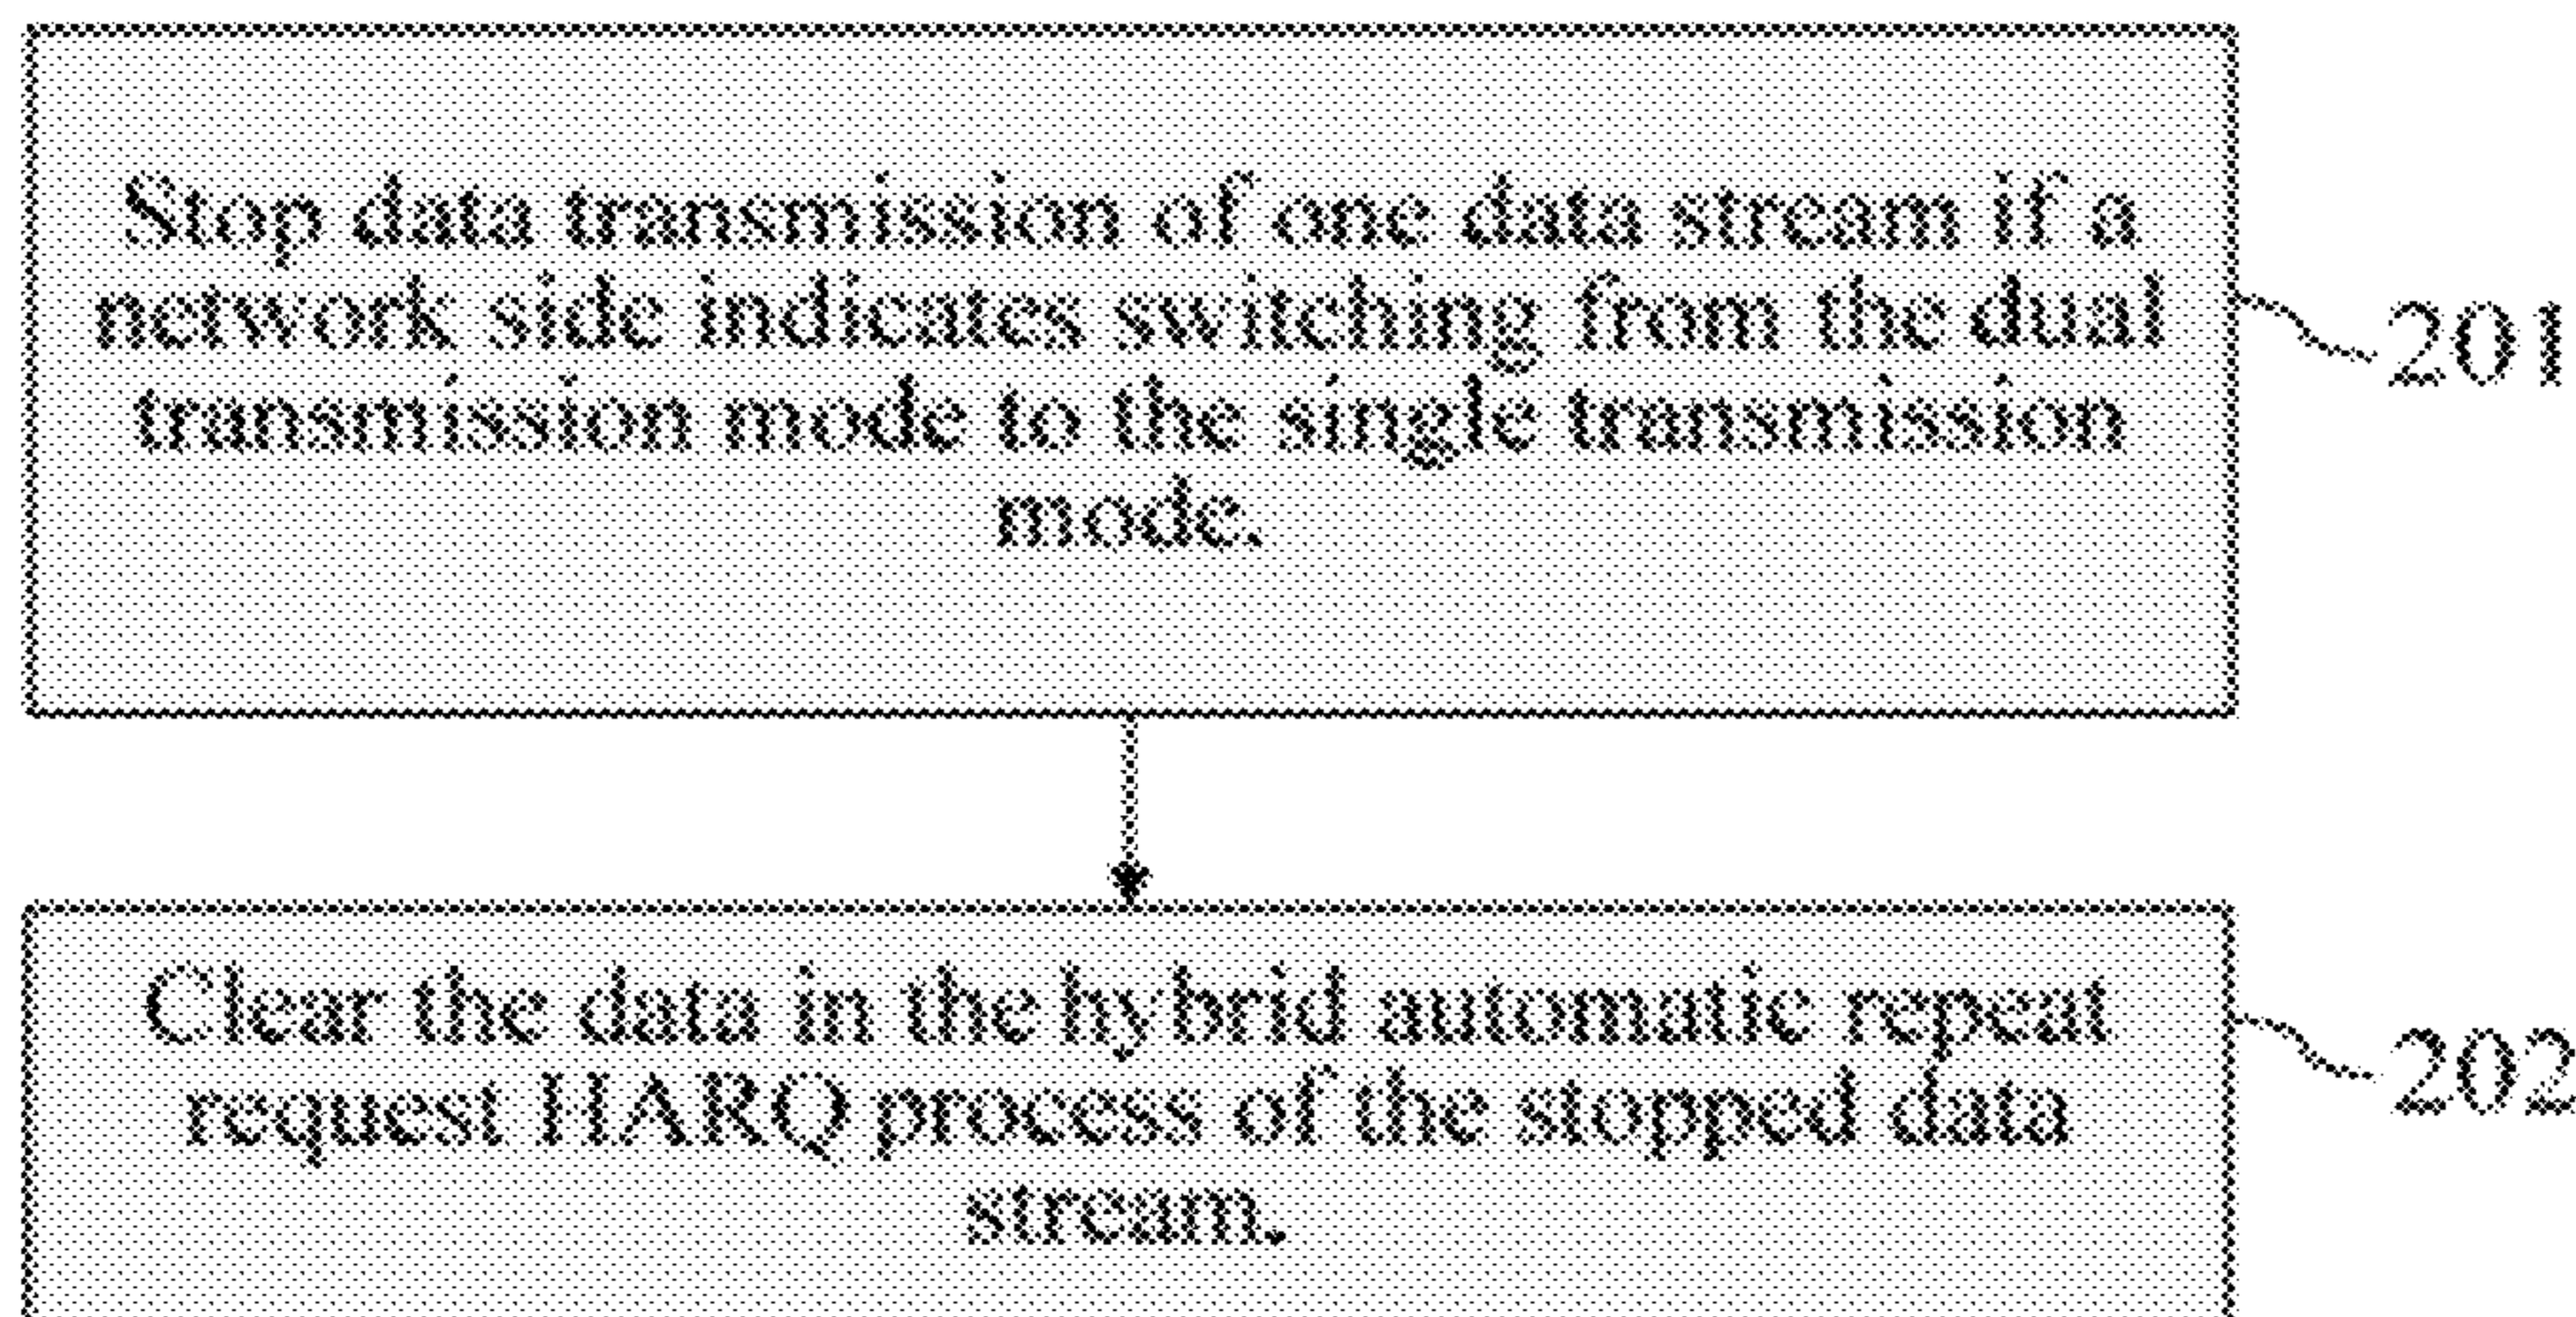 Stop data transmission of one data stream if a
network side indicates switching from the dual
transmission mode to the single transmission
mode.
201
Clear the data in the hybrid automatic repeat
request HARQ process of the stopped data
stream.
202